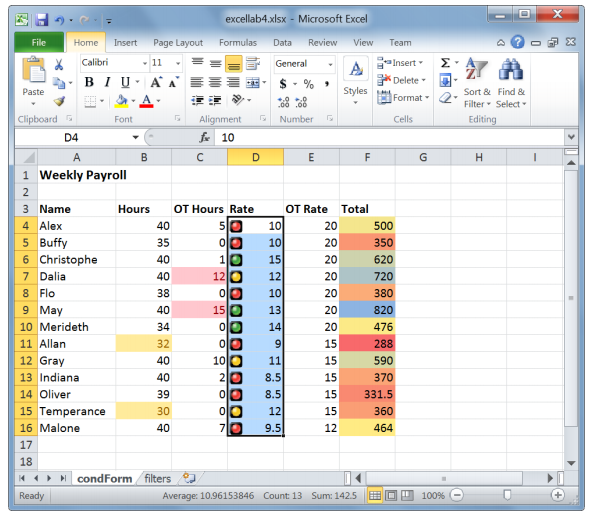 excellab4.xlsx - Microsoft Excel
File Home Insert Page Layout Formulas Data Review View Team
Calibri 11 General Insert Σ
Paste B I U A A $ % , Styles Delete Sort & Find &
A .0 .00 .00 .0 Format Filter Select
Clipboard Font Alignment Number Cells Editing
D4 fx 10
A B C D E F G H I
1 Weekly Payroll
2
3 Name Hours OT Hours Rate OT Rate Total
4 Alex 40 5 10 20 500
5 Buffy 35 0 10 20 350
6 Christophe 40 1 15 20 620
7 Dalia 40 12 12 20 720
8 Flo 38 0 10 20 380
9 May 40 15 13 20 820
10 Merideth 34 0 14 20 476
11 Allan 32 0 9 15 288
12 Gray 40 10 11 15 590
13 Indiana 40 2 8.5 15 370
14 Oliver 39 0 8.5 15 331.5
15 Temperance 30 0 12 15 360
16 Malone 40 7 9.5 12 464
17
18
condForm filters
Ready Average: 10.96153846 Count: 13 Sum: 142.5 100%